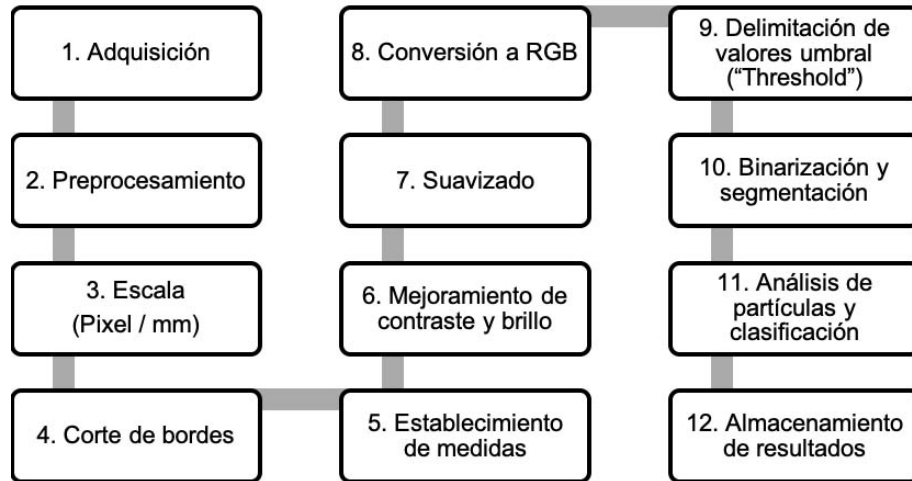 1. Adquisición
2. Preprocesamiento
3. Escala
(Pixel / mm)
4. Corte de bordes
5. Establecimiento
de medidas
6. Mejoramiento de
contraste y brillo
7. Suavizado
8. Conversión a RGB
9. Delimitación de
valores umbral
(“Threshold”)
10. Binarización y
segmentación
11. Análisis de
partículas y
clasificación
12. Almacenamiento
de resultados